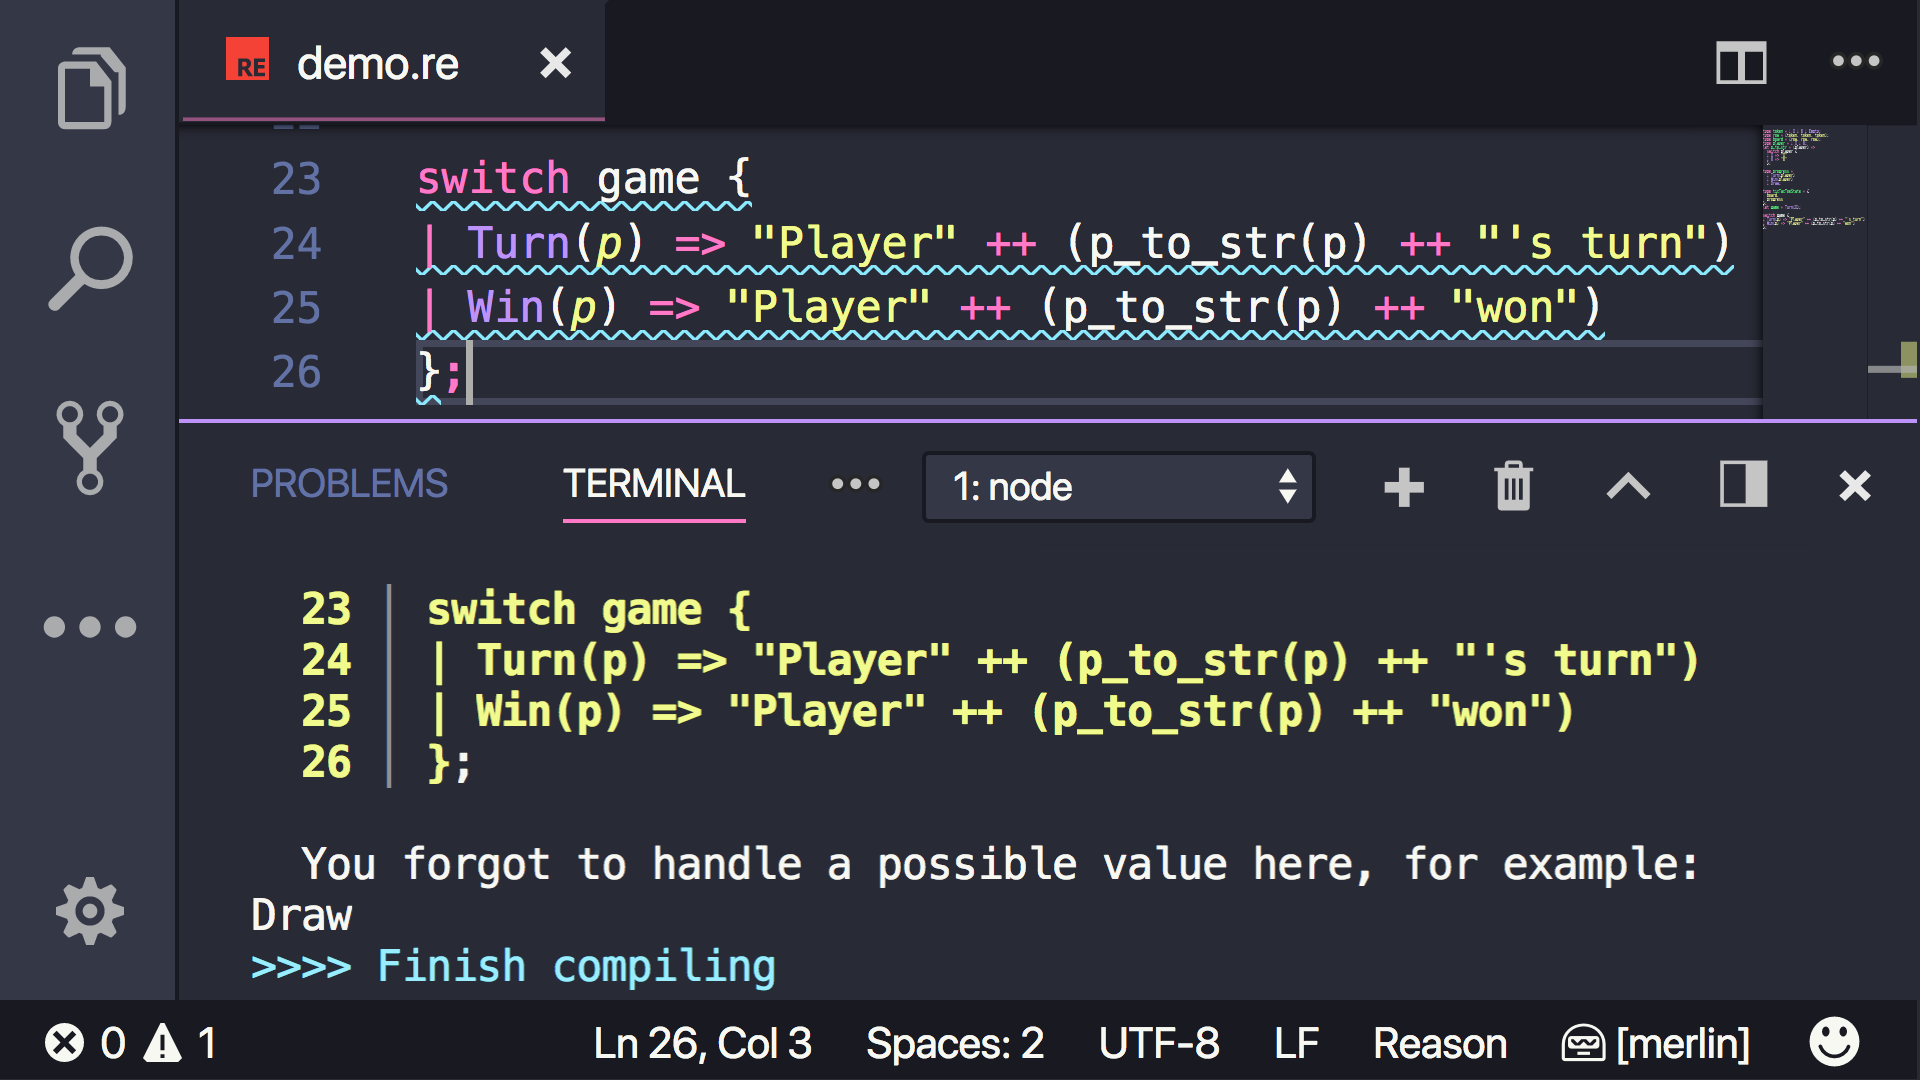 RE demo.re
23 switch game {
24 | Turn(p) => "Player" ++ (p_to_str(p) ++ "'s turn")
25 | Win(p) => "Player" ++ (p_to_str(p) ++ "won")
26 };
PROBLEMS TERMINAL 1: node
23 switch game {
24 | Turn(p) => "Player" ++ (p_to_str(p) ++ "'s turn")
25 | Win(p) => "Player" ++ (p_to_str(p) ++ "won")
26 };
You forgot to handle a possible value here, for example:
Draw
>>>> Finish compiling
0 1 Ln 26, Col 3 Spaces: 2 UTF-8 LF Reason [merlin]